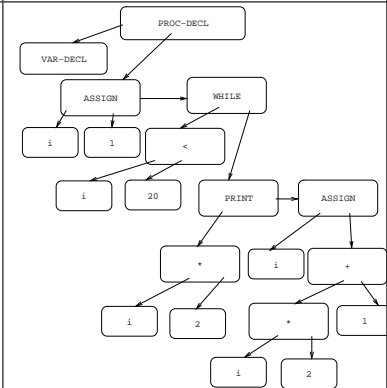 PROC-DECL
VAR-DECL
ASSIGN
WHILE
i
1
<
i
20
PRINT
ASSIGN
*
i
+
i
2
*
1
i
2